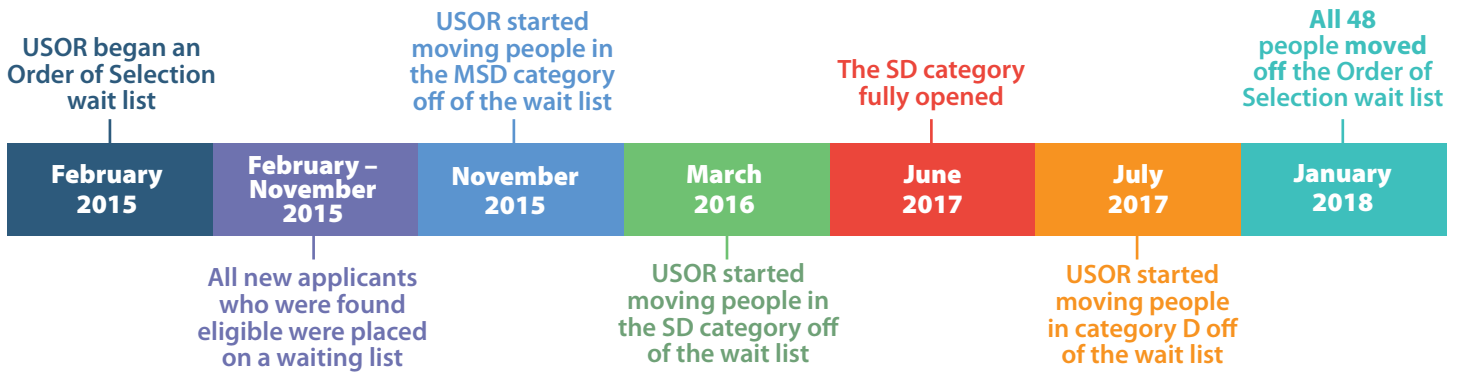 USOR began an
Order of Selection
wait list
February
2015
February –
November
2015
All new applicants
who were found
eligible were placed
on a waiting list
USOR started
moving people in
the MSD category
off of the wait list
November
2015
March
2016
USOR started
moving people in
the SD category off
of the wait list
The SD category
fully opened
June
2017
July
2017
USOR started
moving people
in category D off
of the wait list
All 48
people moved
off the Order of
Selection wait list
January
2018